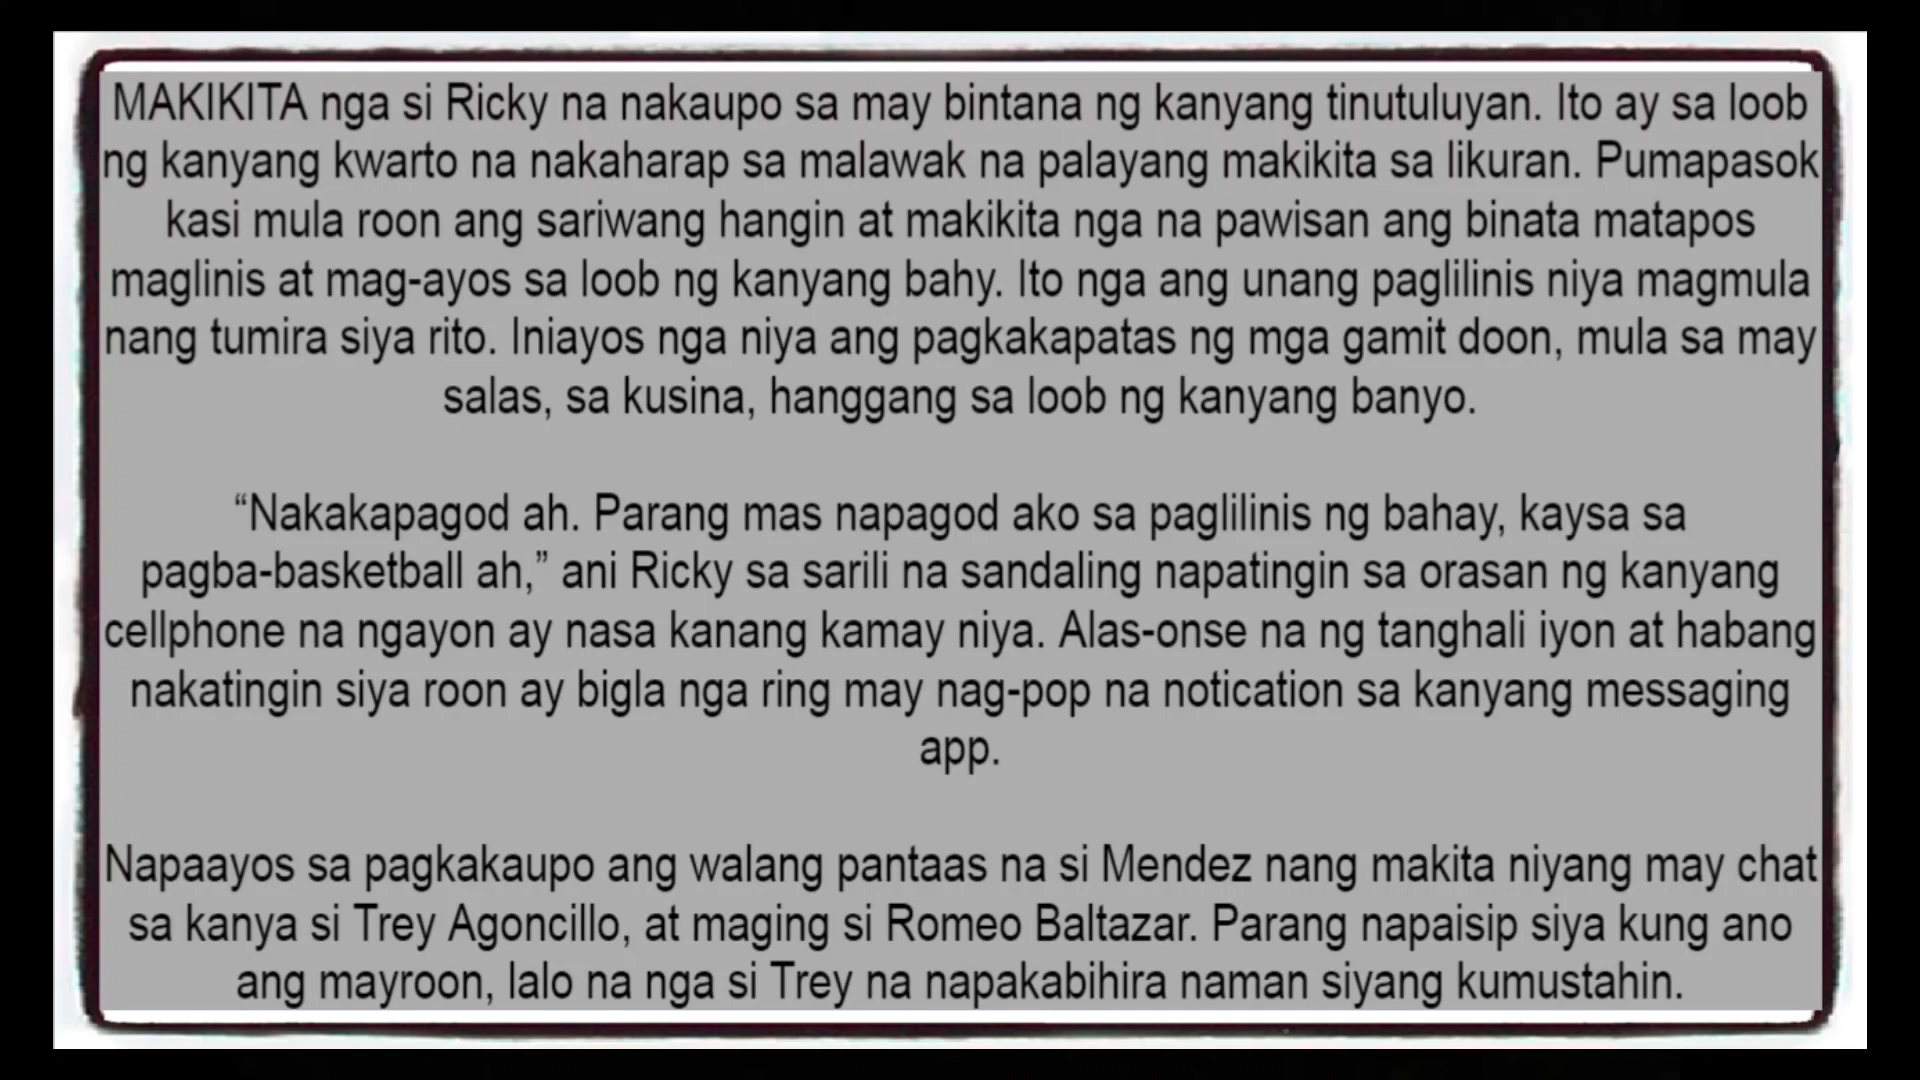 MAKIKITA nga si Ricky na nakaupo sa may bintana ng kanyang tinutuluyan. Ito ay sa loob
ng kanyang kwarto na nakaharap sa malawak na palayang makikita sa likuran. Pumapasok
kasi mula roon ang sariwang hangin at makikita nga na pawisan ang binata matapos
maglinis at mag-ayos sa loob ng kanyang bahy. Ito nga ang unang paglilinis niya magmula
nang tumira siya rito. Iniayos nga niya ang pagkakapatas ng mga gamit doon, mula sa may
salas, sa kusina, hanggang sa loob ng kanyang banyo.
“Nakakapagod ah. Parang mas napagod ako sa paglilinis ng bahay, kaysa sa
pagba-basketball ah,” ani Ricky sa sarili na sandaling napatingin sa orasan ng kanyang
cellphone na ngayon ay nasa kanang kamay niya. Alas-onse na ng tanghali iyon at habang
nakatingin siya roon ay bigla nga ring may nag-pop na notication sa kanyang messaging
app.
Napaayos sa pagkakaupo ang walang pantaas na si Mendez nang makita niyang may chat
sa kanya si Trey Agoncillo, at maging si Romeo Baltazar. Parang napaisip siya kung ano
ang mayroon, lalo na nga si Trey na napakabihira naman siyang kumustahin.